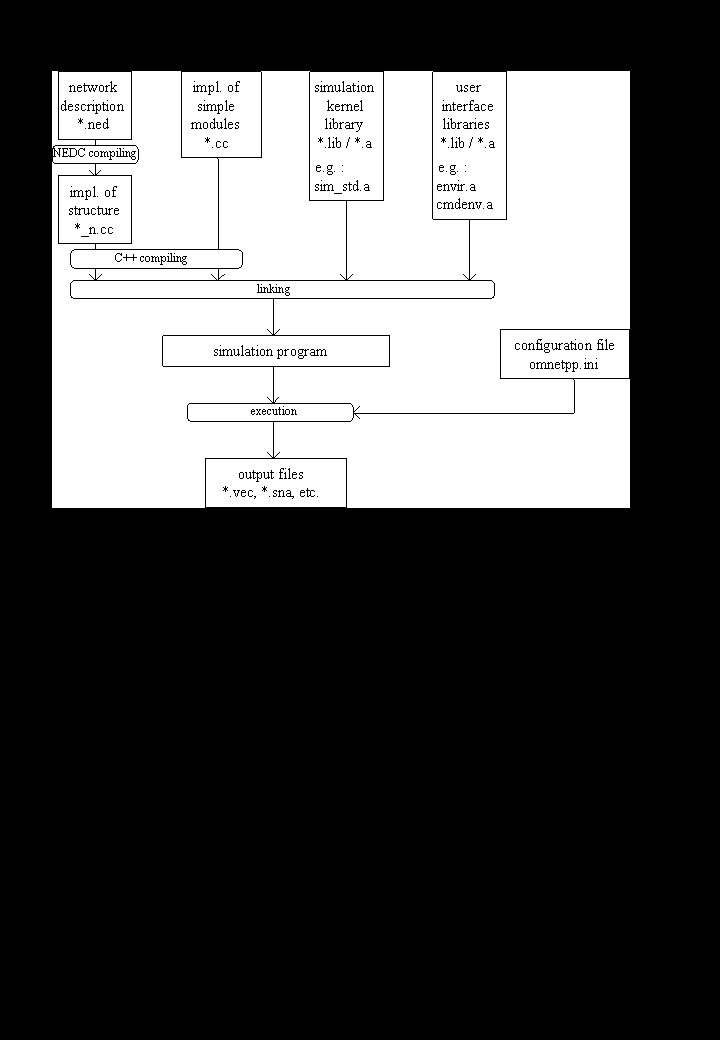 network
description
*.ned
NEDC compiling
impl. of
structure
*_n.cc
impl. of
simple
modules
*.cc
simulation
kernel
library
*.lib / *.a
e.g. :
sim_std.a
user
interface
libraries
*.lib / *.a
e.g. :
envir.a
cmdenv.a
C++ compiling
linking
simulation program
configuration file
omnetpp.ini
execution
output files
*.vec, *.sna, etc.